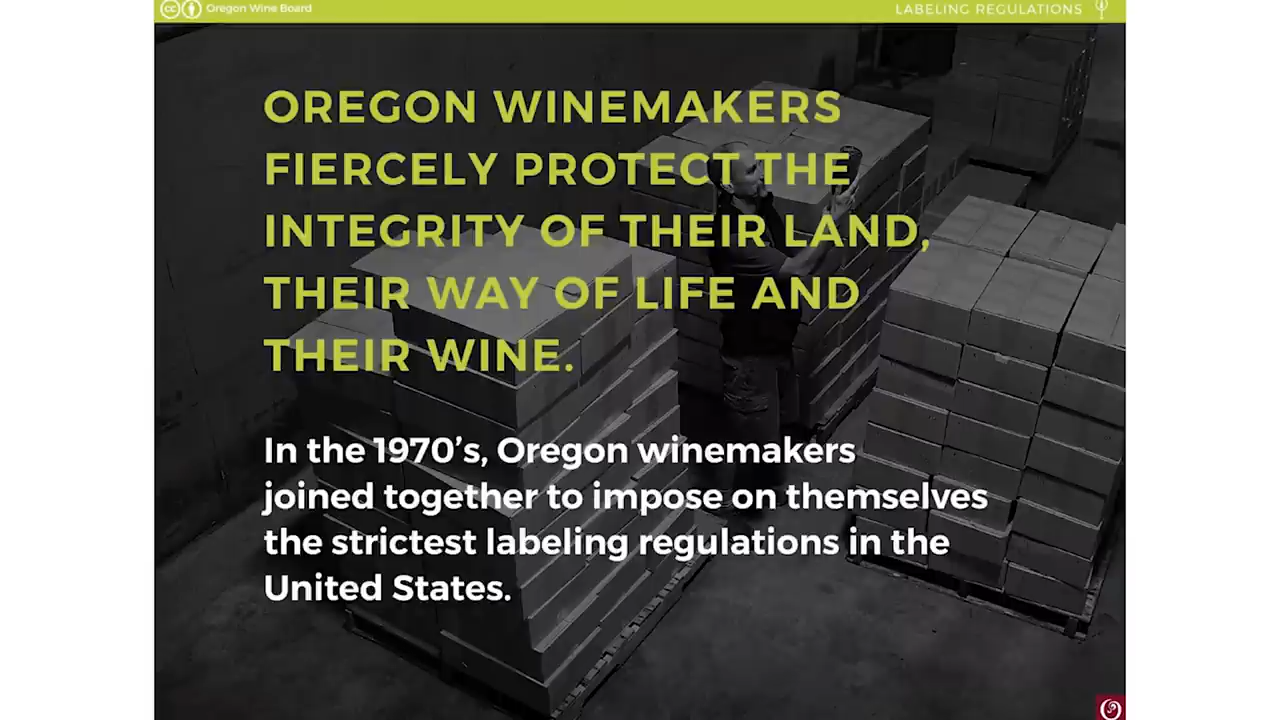 Oregon Wine Board
LABELING REGULATIONS
OREGON WINEMAKERS
FIERCELY PROTECT THE
INTEGRITY OF THEIR LAND,
THEIR WAY OF LIFE AND
THEIR WINE.
In the 1970's, Oregon winemakers
joined together to impose on themselves
the strictest labeling regulations in the
United States.